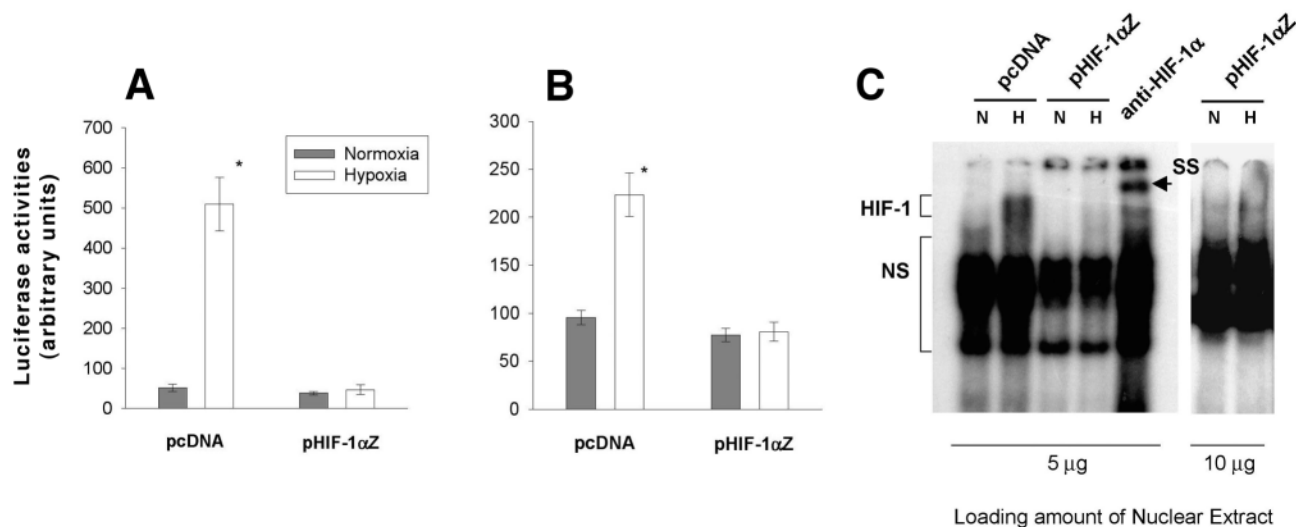 A
Luciferase activities
(arbitrary units)
700
600
500
400
300
200
100
0
*
Normoxia
Hypoxia
pcDNA
pHIF-1αZ
B
300
250
200
150
100
50
0
*
pcDNA
pHIF-1αZ
C
pcDNA
pHIF-1αZ
anti-HIF-1α
pHIF-1αZ
N H N H
N H
SS
HIF-1
NS
5 µg
10 µg
Loading amount of Nuclear Extract